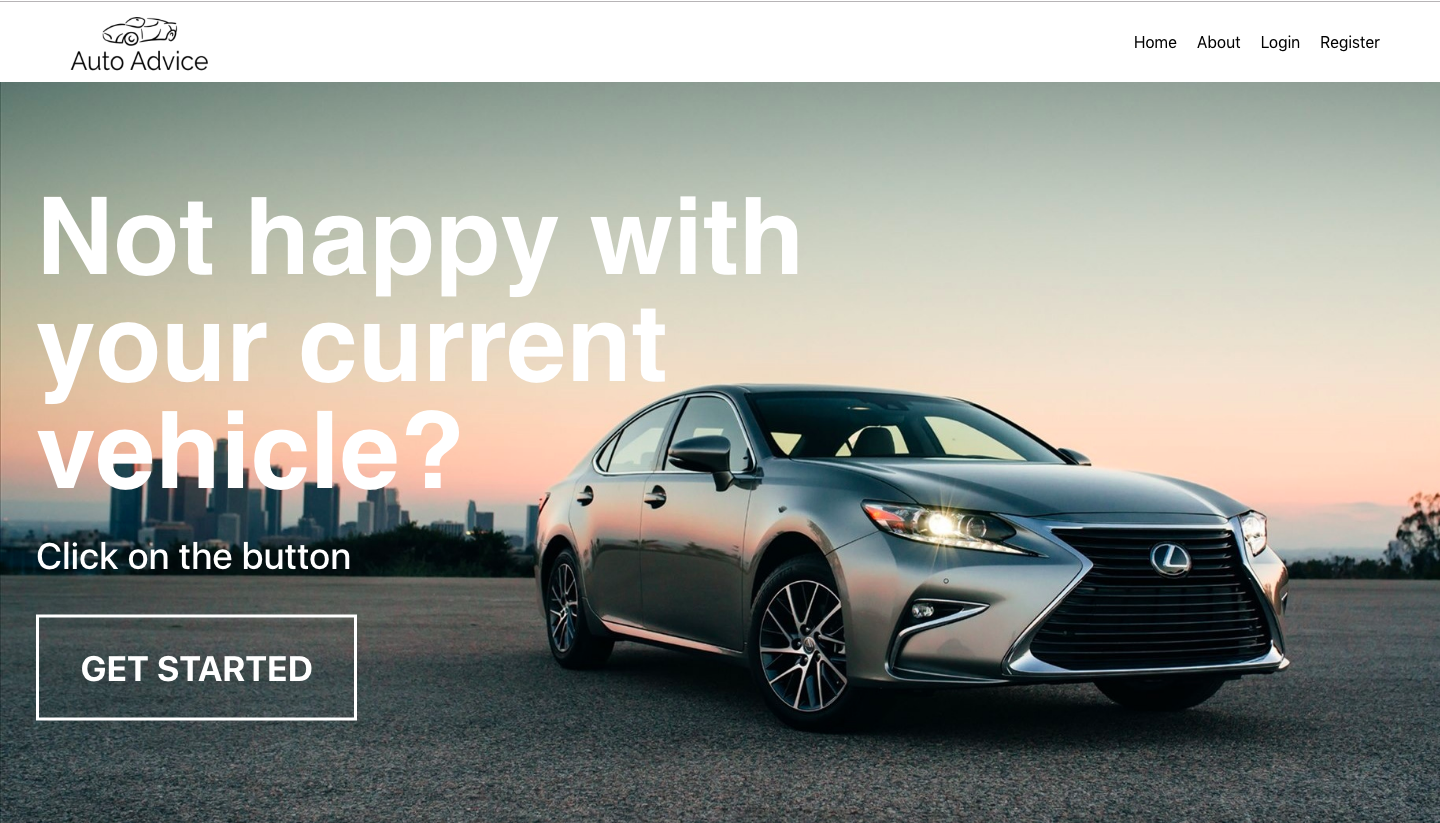 Auto Advice
Home About Login Register
Not happy with
your current
vehicle?
Click on the button
GET STARTED